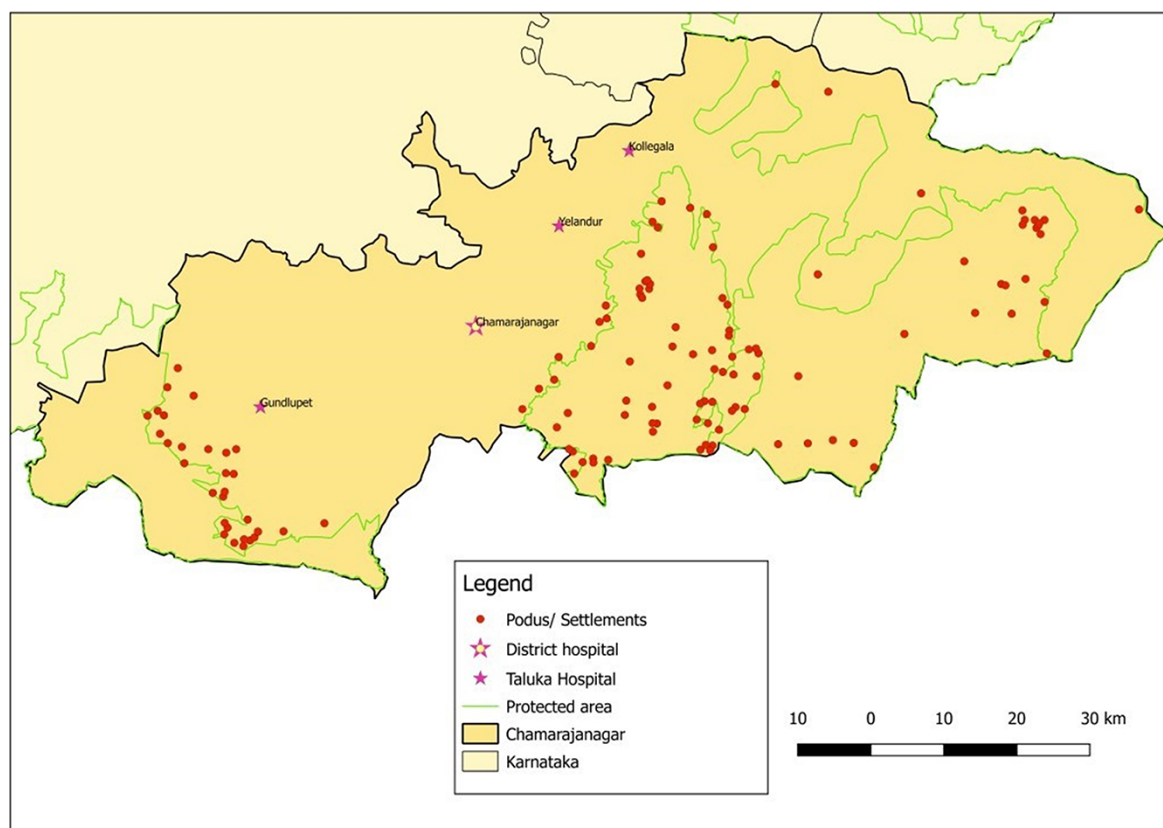 Kollegala
Yelandur
Chamarajanagar
Gundlupet
Legend
Podus/ Settlements
District hospital
Taluka Hospital
Protected area
Chamarajanagar
Karnataka
10 0 10 20 30 km